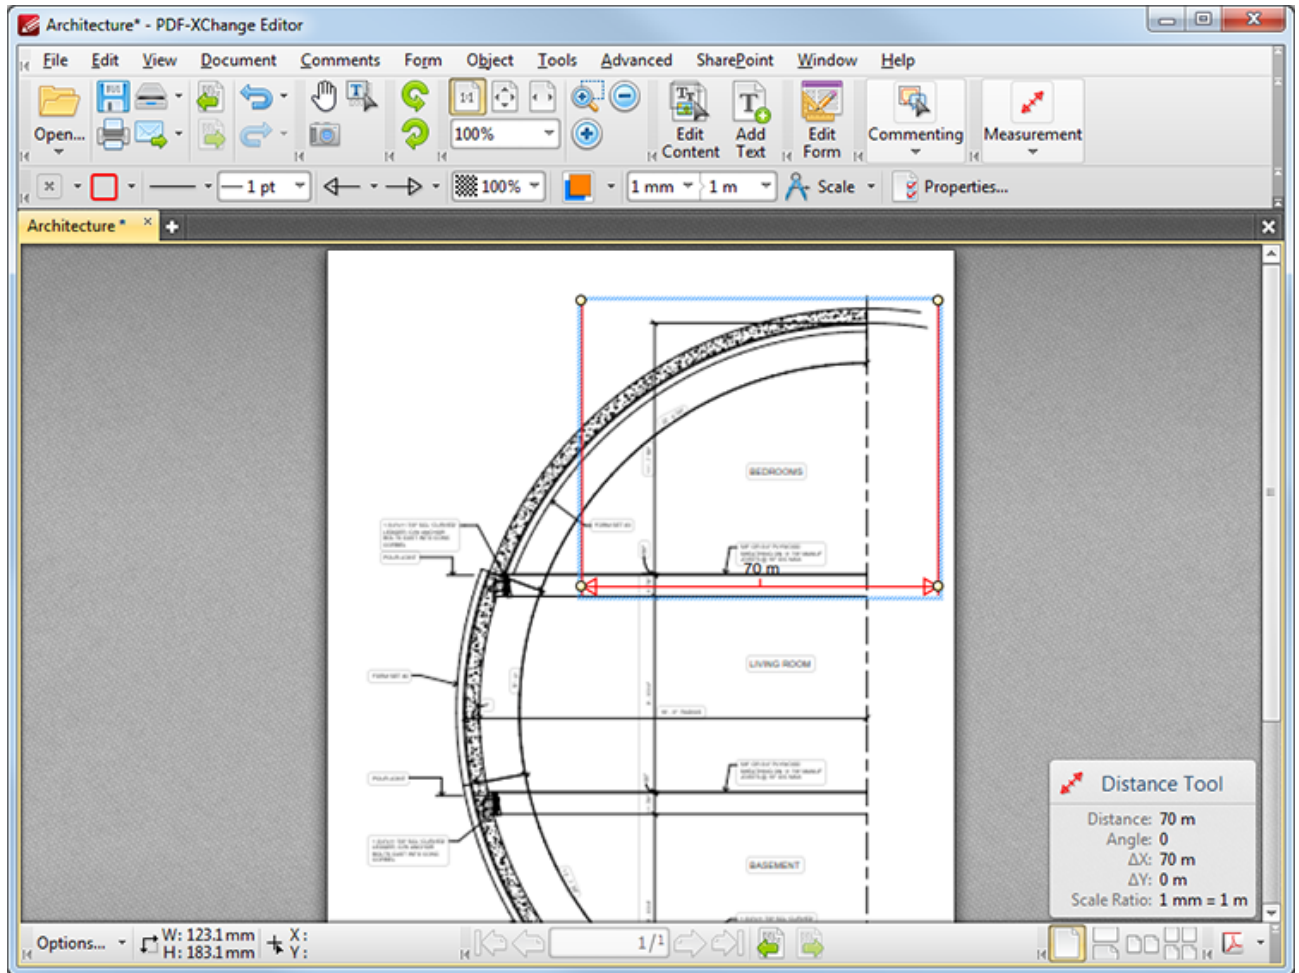 Architecture* - PDF-XChange Editor
File Edit View Document Comments Form Object Tools Advanced SharePoint Window Help
Open...
100%
Edit Content
Add Text
Edit Form
Commenting
Measurement
1 pt
100%
1 mm
1 m
Scale
Properties...
Architecture *
BEDROOMS
70 m
LIVING ROOM
BASEMENT
Distance Tool
Distance: 70 m
Angle: 0
ΔX: 70 m
ΔY: 0 m
Scale Ratio: 1 mm = 1 m
Options...
W: 123.1 mm
H: 183.1 mm
X:
Y:
1/1